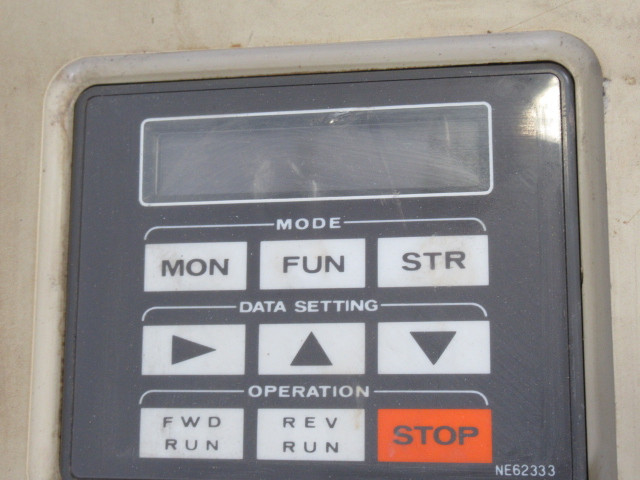 MODE
MON FUN STR
DATA SETTING
OPERATION
FWD RUN
REV RUN
STOP
NE62333